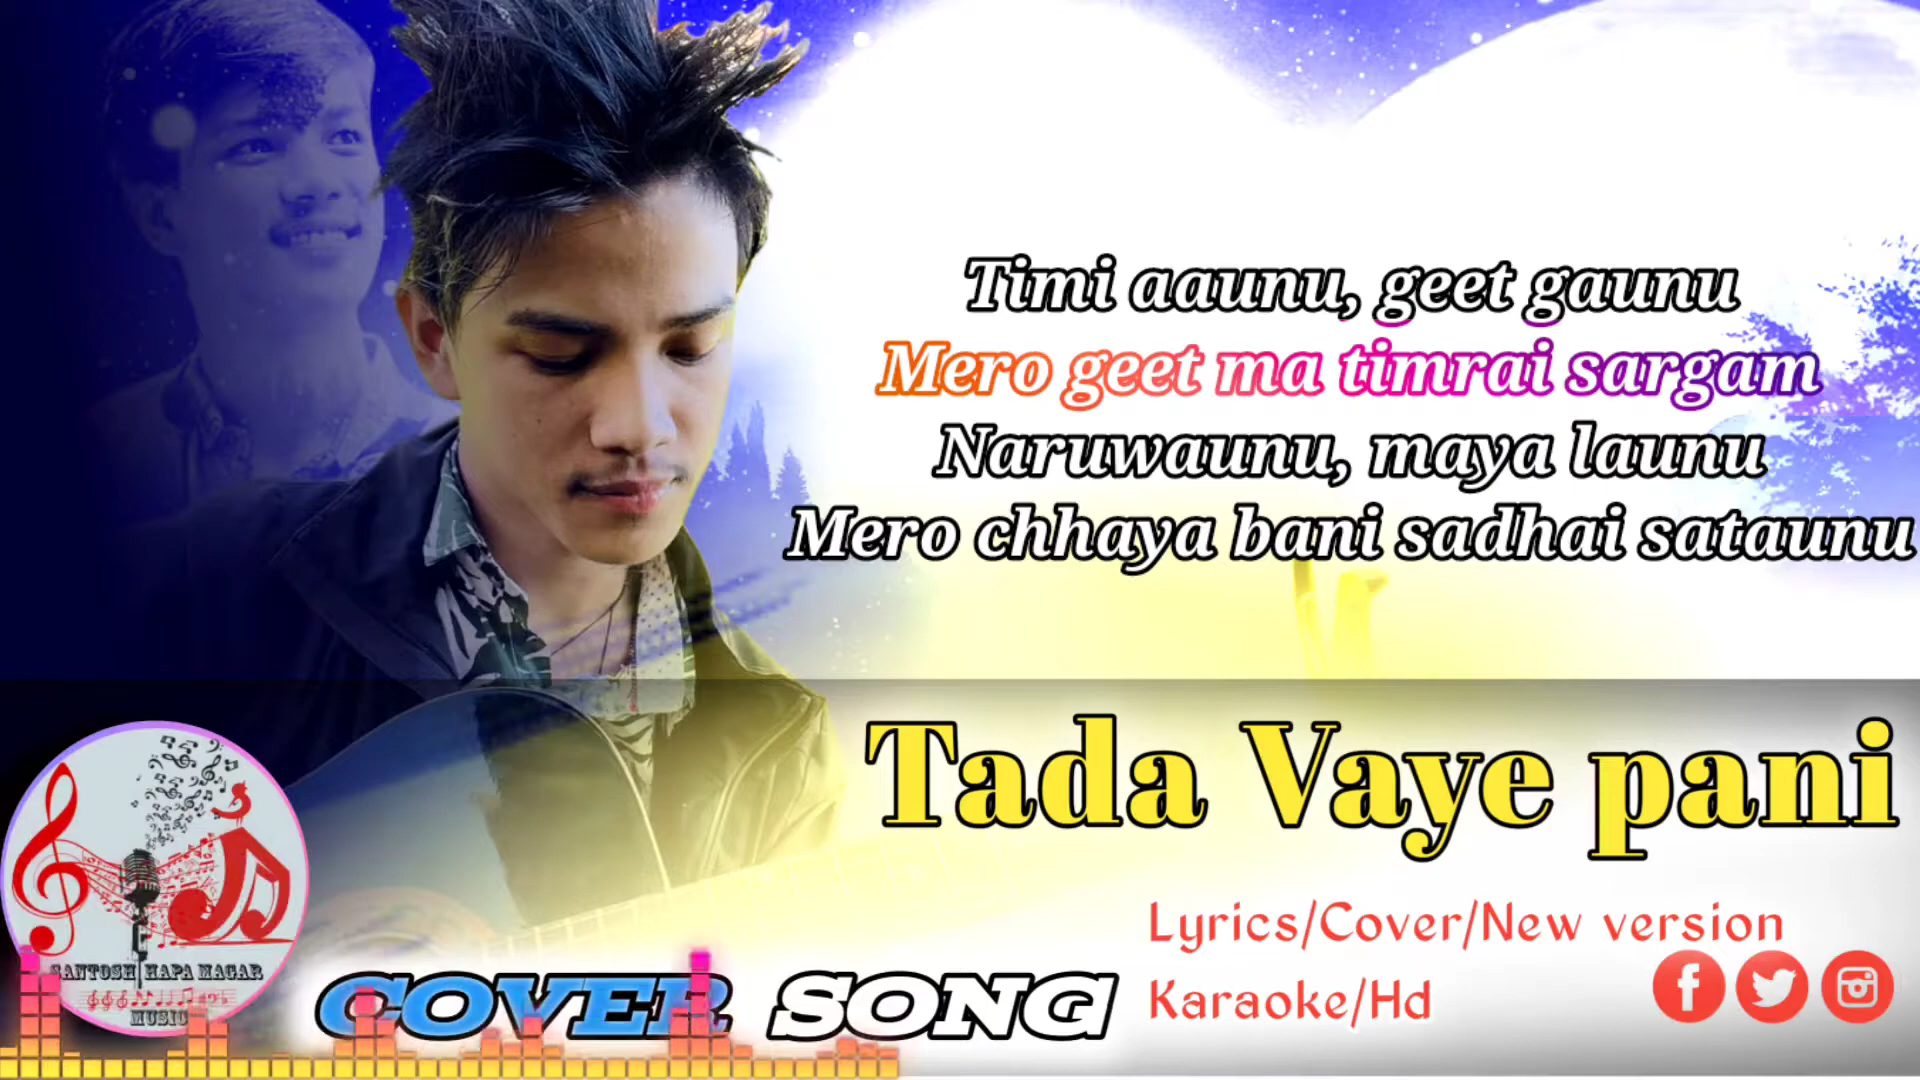 Timi aaunu, geet gaunu
Mero geet ma timrai sargam
Naruwaunu, maya launu
Mero chhaya bani sadhai sataunu
Tada Vaye pani
Lyrics/Cover/New version
Karaoke/Hd
COVER SONG
SANTOSH HAPA MAGAR
MUSIC